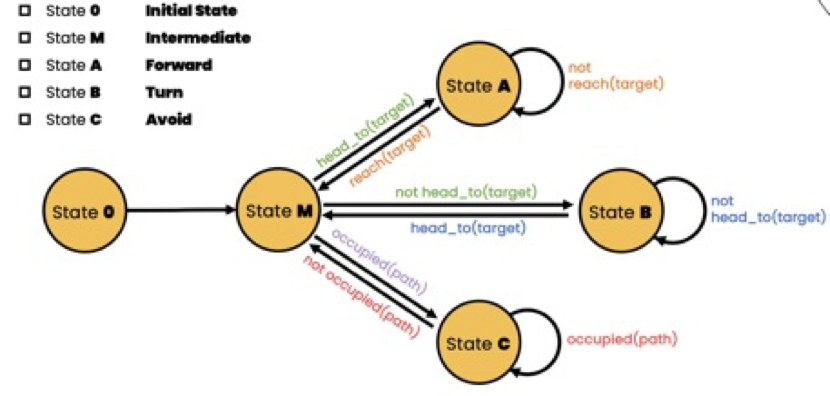 State 0 Initial State
State M Intermediate
State A Forward
State B Turn
State C Avoid
State A
not
reach(target)
head_to(target)
reach(target)
State 0
State M
not head_to(target)
head_to(target)
State B
not
head_to(target)
occupied(path)
not occupied(path)
State C
occupied(path)